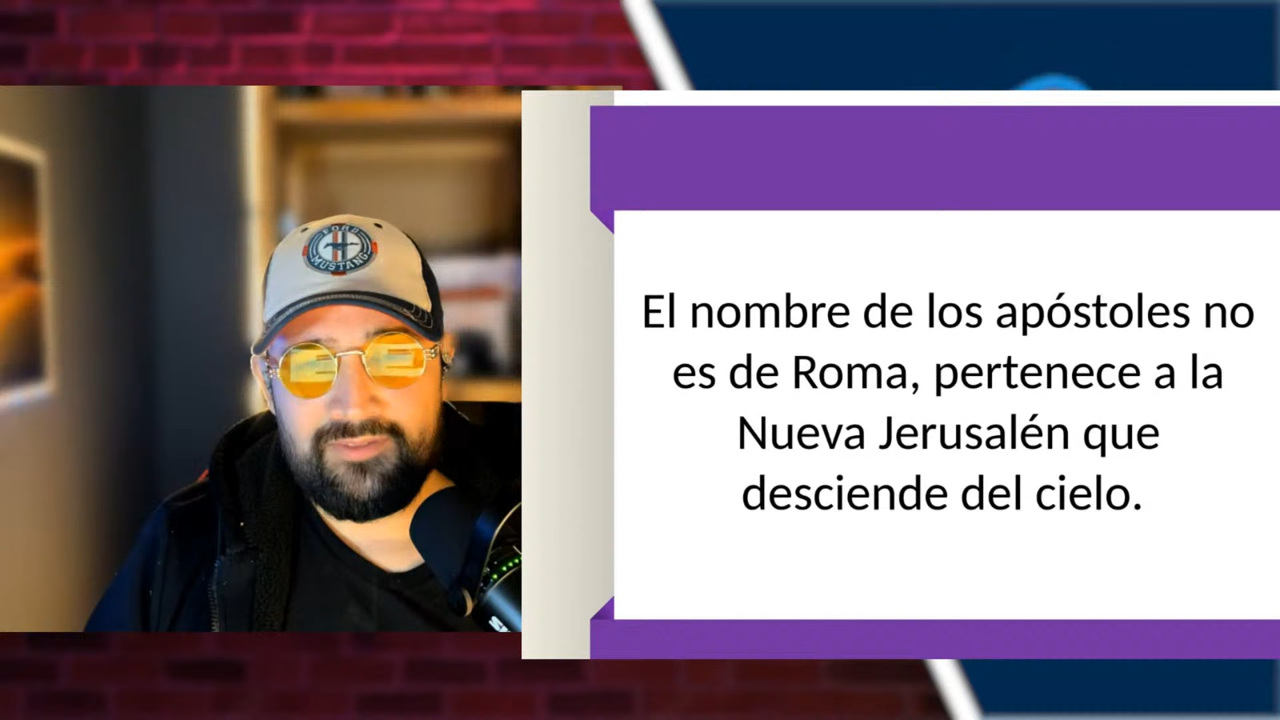 FORD
MUSTANG
El nombre de los apóstoles no
es de Roma, pertenece a la
Nueva Jerusalén que
desciende del cielo.